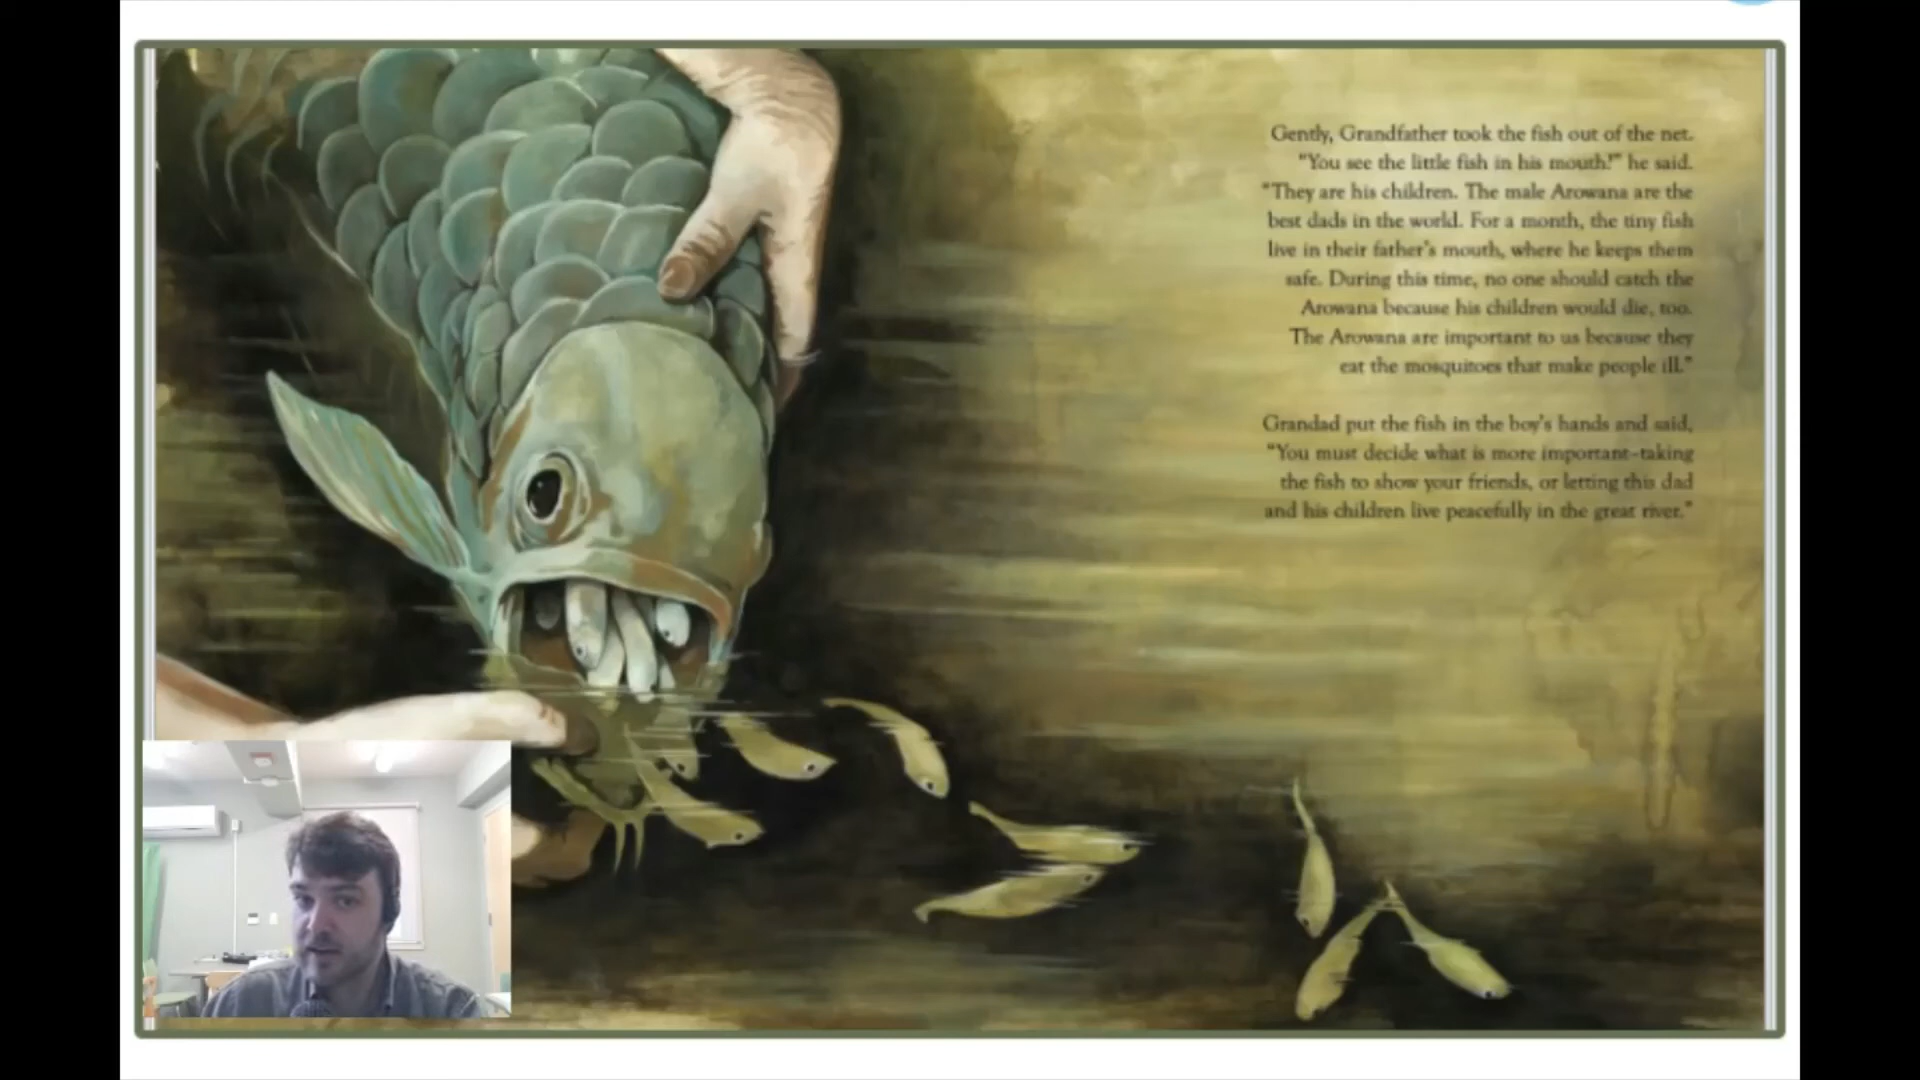 Gently, Grandfather took the fish out of the net.
"You see the little fish in his mouth?" he said.
"They are his children. The male Arowana are the
best dads in the world. For a month, the tiny fish
live in their father's mouth, where he keeps them
safe. During this time, no one should catch the
Arowana because his children would die, too.
The Arowana are important to us because they
eat the mosquitoes that make people ill."
Grandad put the fish in the boy's hands and said,
"You must decide what is more important–taking
the fish to show your friends, or letting this dad
and his children live peacefully in the great river."